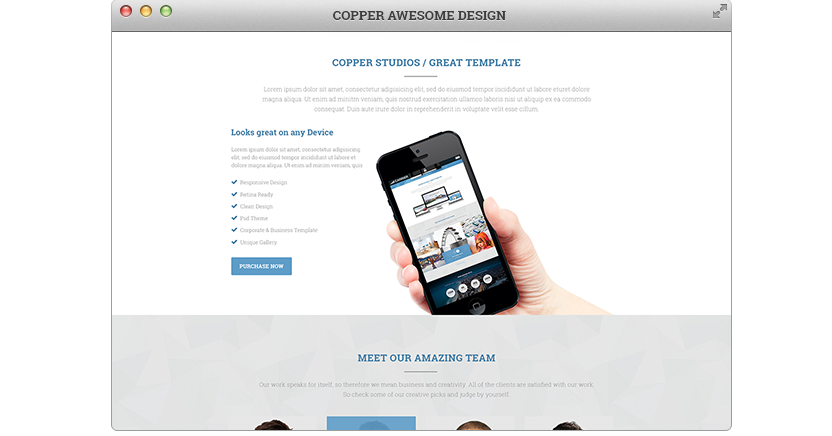 COPPER AWESOME DESIGN
COPPER STUDIOS / GREAT TEMPLATE
Lorem ipsum dolor sit amet, consectetur adipisicing elit, sed do eiusmod tempor incididunt ut labore eturet dolore
magna aliqua. Ut enim ad minitm veniam, quis nostrud exercitation ullamco laboris nisi ut aliquip ex ea commodo
consequat. Duis aute irure dolor in reprehenderit in voluptate velit esse cillum.
Looks great on any Device
Lorem ipsum dolor sit amet, consectetur adipisicing
elit, sed do eiusmod tempor incididunt ut labore et
dolore magna aliqua. Ut enim ad minim veniam, quis
Responsive Design
Retina Ready
Clean Design
Psd Theme
Corporate & Business Template
Unique Gallery
PURCHASE NOW
MEET OUR AMAZING TEAM
Our work speaks for itself, so therefore we mean business and creativity. All of the clients are satisfied with our work.
So check some of our creative picks and judge by yourself.